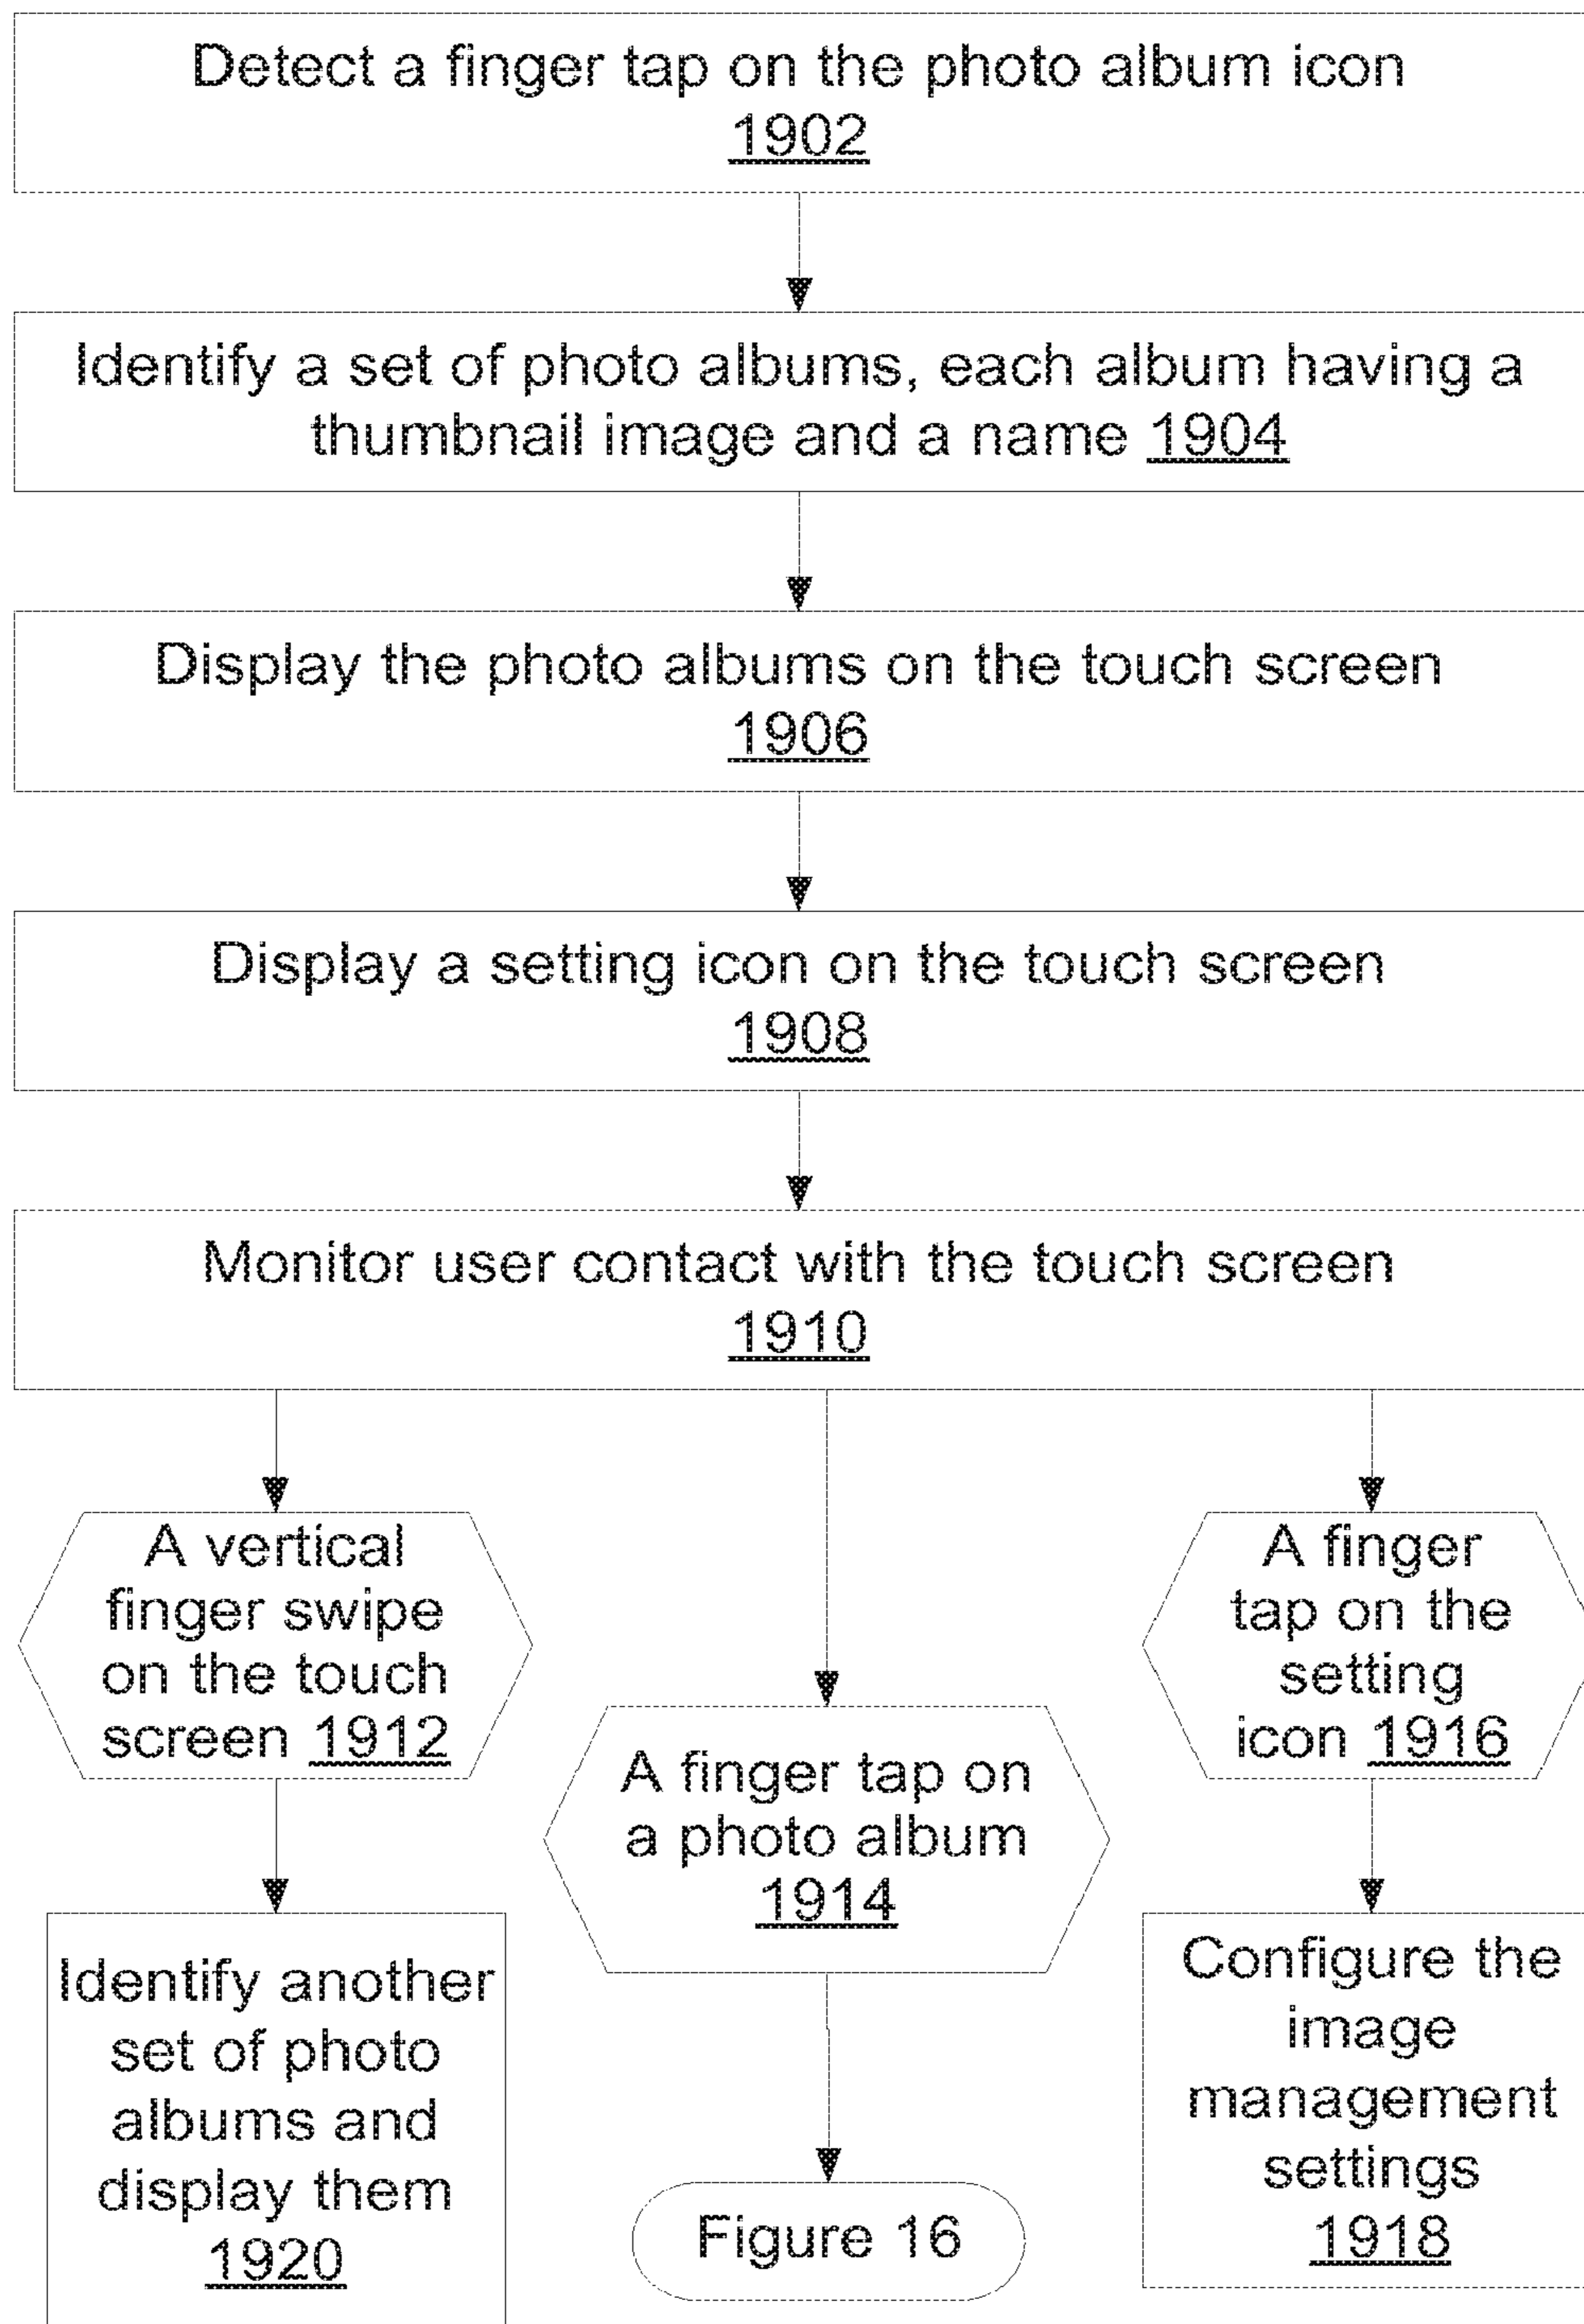 Detect a finger tap on the photo album icon
1902
Identify a set of photo albums, each album having a
thumbnail image and a name 1904
Display the photo albums on the touch screen
1906
Display a setting icon on the touch screen
1908
Monitor user contact with the touch screen
1910
A vertical
finger swipe
on the touch
screen 1912
A finger tap on
a photo album
1914
A finger
tap on the
setting
icon 1916
Identify another
set of photo
albums and
display them
1920
Figure 16
Configure the
image
management
settings
1918